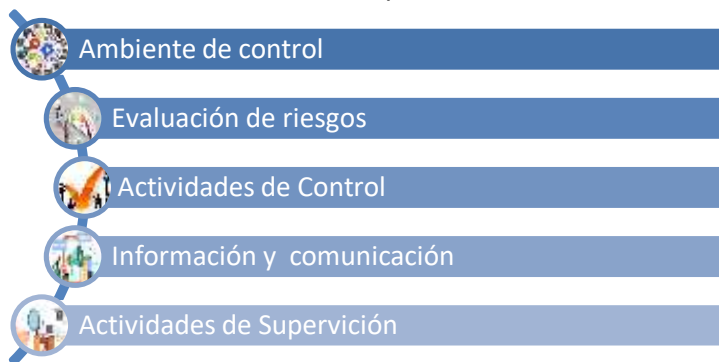 Ambiente de control
Evaluación de riesgos
Actividades de Control
Información y  comunicación
Actividades de Supervición